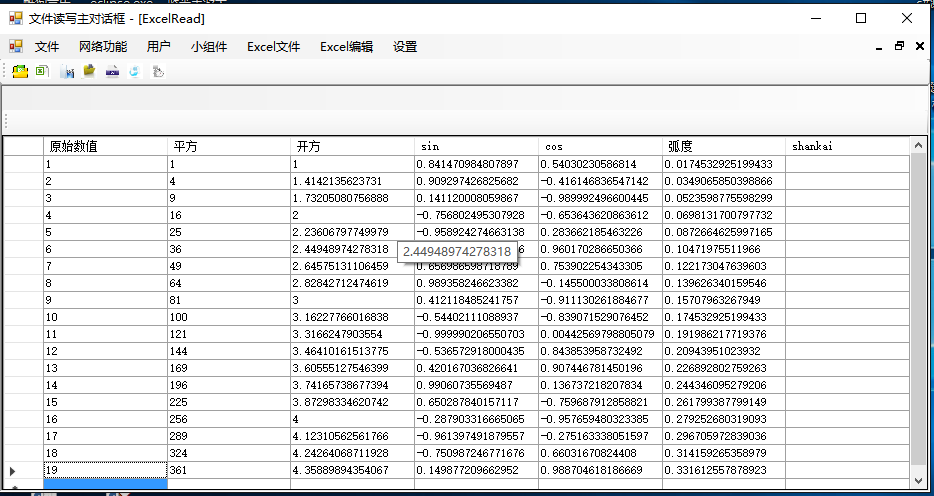 文件读写主对话框 - [ExcelRead]
文件 网络功能 用户 小组件 Excel文件 Excel编辑 设置
原始数值 平方 开方 sin cos 弧度 shankai
1 1 1 0.841470984807897 0.54030230586814 0.0174532925199433
2 4 1.4142135623731 0.909297426825682 -0.416146836547142 0.0349065850398866
3 9 1.73205080756888 0.141120008059867 -0.989992496600445 0.0523598775598299
4 16 2 -0.756802495307928 -0.653643620863612 0.0698131700797732
5 25 2.23606797749979 -0.958924274663138 0.283662185463226 0.0872664625997165
6 36 2.44948974278318 0.960170286650366 0.10471975511966
2.44948974278318
7 49 2.64575131106459 0.656986598718789 0.753902254343305 0.122173047639603
8 64 2.82842712474619 0.989358246623382 -0.145500033808614 0.139626340159546
9 81 3 0.412118485241757 -0.911130261884677 0.15707963267949
10 100 3.16227766016838 -0.54402111088937 -0.839071529076452 0.174532925199433
11 121 3.3166247903554 -0.999990206550703 0.00442569798805079 0.191986217719376
12 144 3.46410161513775 -0.536572918000435 0.843853958732492 0.20943951023932
13 169 3.60555127546399 0.420167036826641 0.907446781450196 0.226892802759263
14 196 3.74165738677394 0.99060735569487 0.136737218207834 0.244346095279206
15 225 3.87298334620742 0.650287840157117 -0.759687912858821 0.261799387799149
16 256 4 -0.287903316665065 -0.957659480323385 0.279252680319093
17 289 4.12310562561766 -0.961397491879557 -0.275163338051597 0.296705972839036
18 324 4.24264068711928 -0.750987246771676 0.66031670824408 0.314159265358979
19 361 4.35889894354067 0.149877209662952 0.988704618186669 0.331612557878923